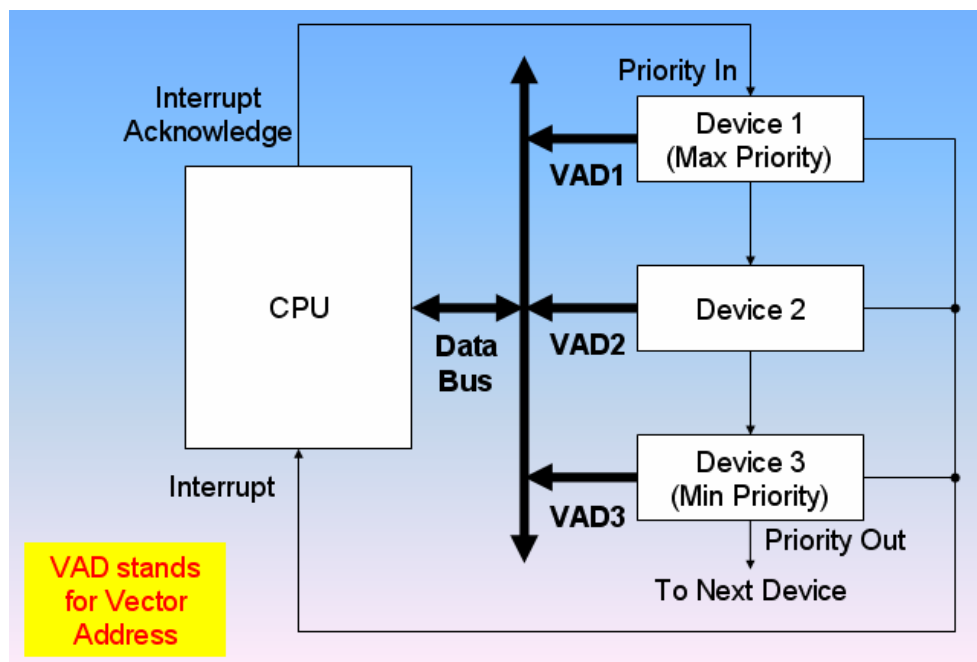 Priority In
Interrupt
Acknowledge
Device 1
(Max Priority)
VAD1
CPU
Device 2
VAD2
Data
Bus
Device 3
(Min Priority)
Interrupt
VAD3
Priority Out
VAD stands
for Vector
Address
To Next Device